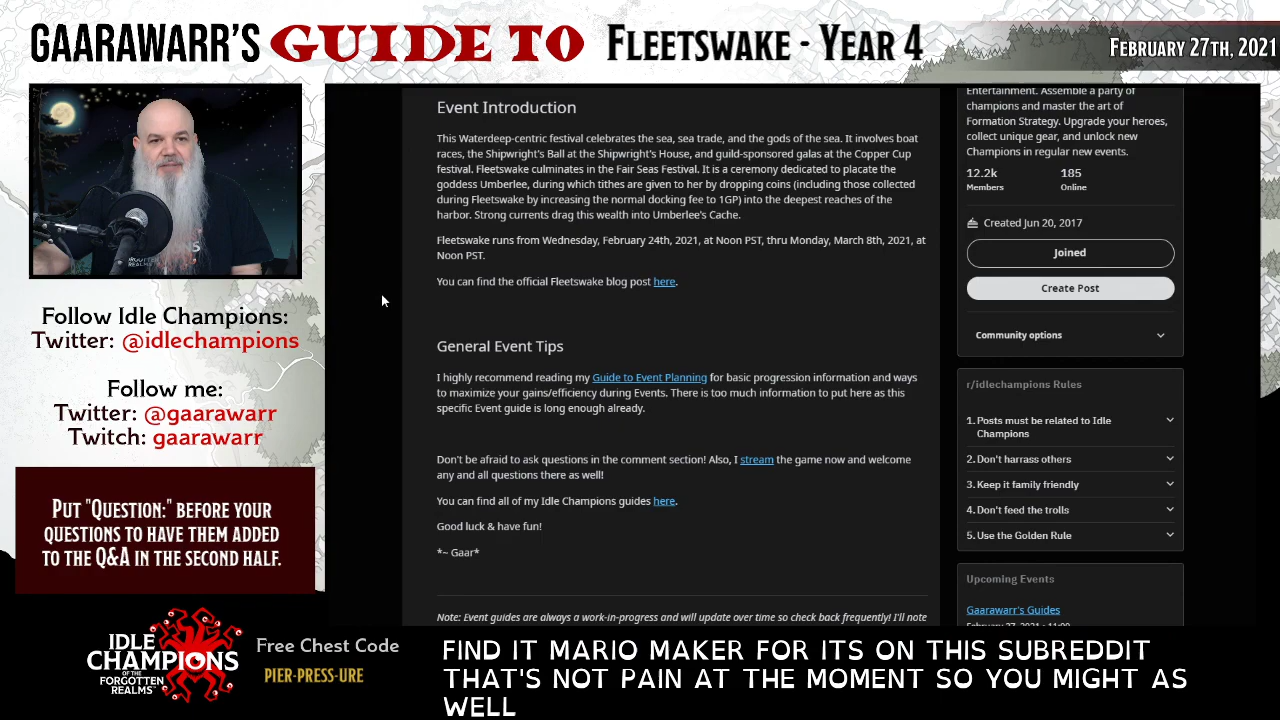 GAARAWARR'S GUIDE TO FLEETSWAKE - YEAR 4
FEBRUARY 27TH, 2021
Follow Idle Champions:
Twitter: @idlechampions
Follow me:
Twitter: @gaarawarr
Twitch: gaarawarr
PUT "QUESTION:" BEFORE YOUR
QUESTIONS TO HAVE THEM ADDED
TO THE Q&A IN THE SECOND HALF.
Event Introduction
This Waterdeep-centric festival celebrates the sea, sea trade, and the gods of the sea. It involves boat
races, the Shipwright's Ball at the Shipwright's House, and guild-sponsored galas at the Copper Cup
festival. Fleetswake culminates in the Fair Seas Festival. It is a ceremony dedicated to placate the
goddess Umberlee, during which tithes are given to her by dropping coins (including those collected
during Fleetswake by increasing the normal docking fee to 1GP) into the deepest reaches of the
harbor. Strong currents drag this wealth into Umberlee's Cache.
Fleetswake runs from Wednesday, February 24th, 2021, at Noon PST, thru Monday, March 8th, 2021, at
Noon PST.
You can find the official Fleetswake blog post here.
General Event Tips
I highly recommend reading my Guide to Event Planning for basic progression information and ways
to maximize your gains/efficiency during Events. There is too much information to put here as this
specific Event guide is long enough already.
Don't be afraid to ask questions in the comment section! Also, I stream the game now and welcome
any and all questions there as well!
You can find all of my Idle Champions guides here.
Good luck & have fun!
*~ Gaar*
Note: Event guides are always a work-in-progress and will update over time so check back frequently! I'll note
Entertainment. Assemble a party of
champions and master the art of
Formation Strategy. Upgrade your heroes,
collect unique gear, and unlock new
Champions in regular new events.
12.2k 185
Members Online
Created Jun 20, 2017
Joined
Create Post
Community options
r/idlechampions Rules
1. Posts must be related to Idle
Champions
2. Don't harrass others
3. Keep it family friendly
4. Don't feed the trolls
5. Use the Golden Rule
Upcoming Events
Gaarawarr's Guides
February 27, 2021 • 11:00
IDLE
CHAMPIONS
OF THE
FORGOTTEN
REALMS
Free Chest Code
PIER-PRESS-URE
FIND IT MARIO MAKER FOR ITS ON THIS SUBREDDIT
THAT'S NOT PAIN AT THE MOMENT SO YOU MIGHT AS
WELL